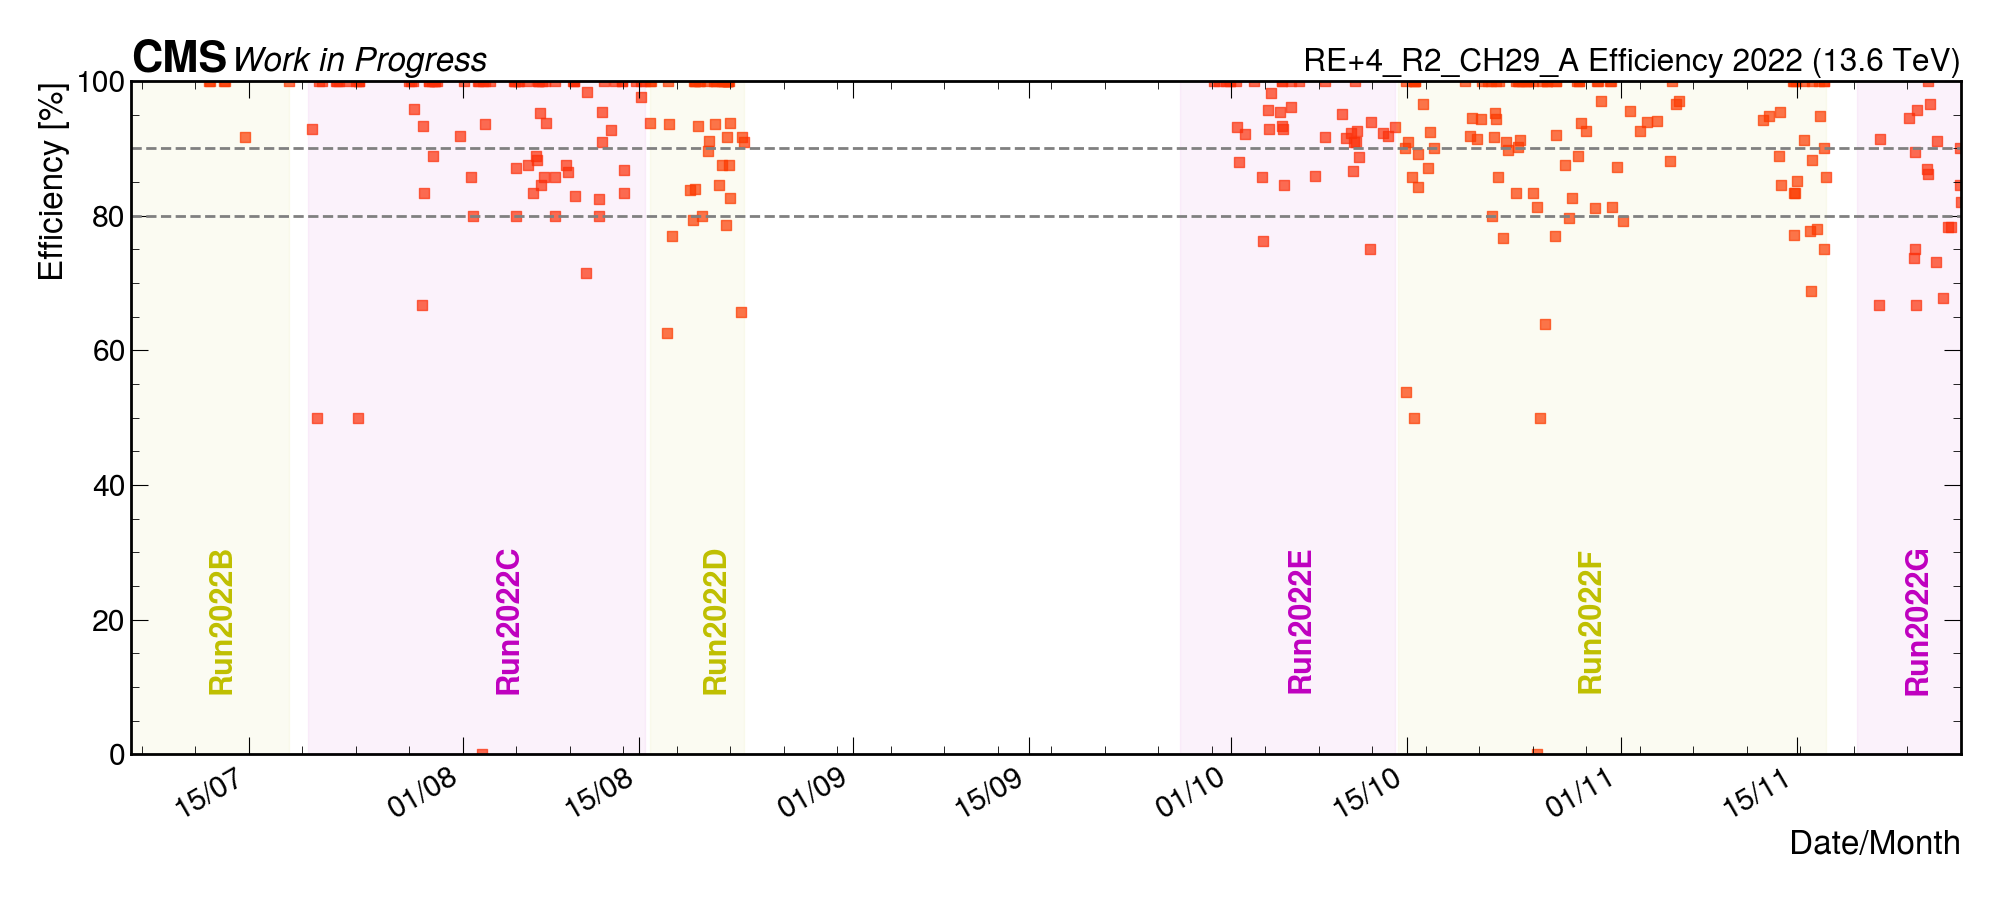 CMS Work in Progress
RE+4_R2_CH29_A Efficiency 2022 (13.6 TeV)
Efficiency [%]
100
80
60
40
20
0
Run2022B
Run2022C
Run2022D
Run2022E
Run2022F
Run2022G
15/07
01/08
15/08
01/09
15/09
01/10
15/10
01/11
15/11
Date/Month